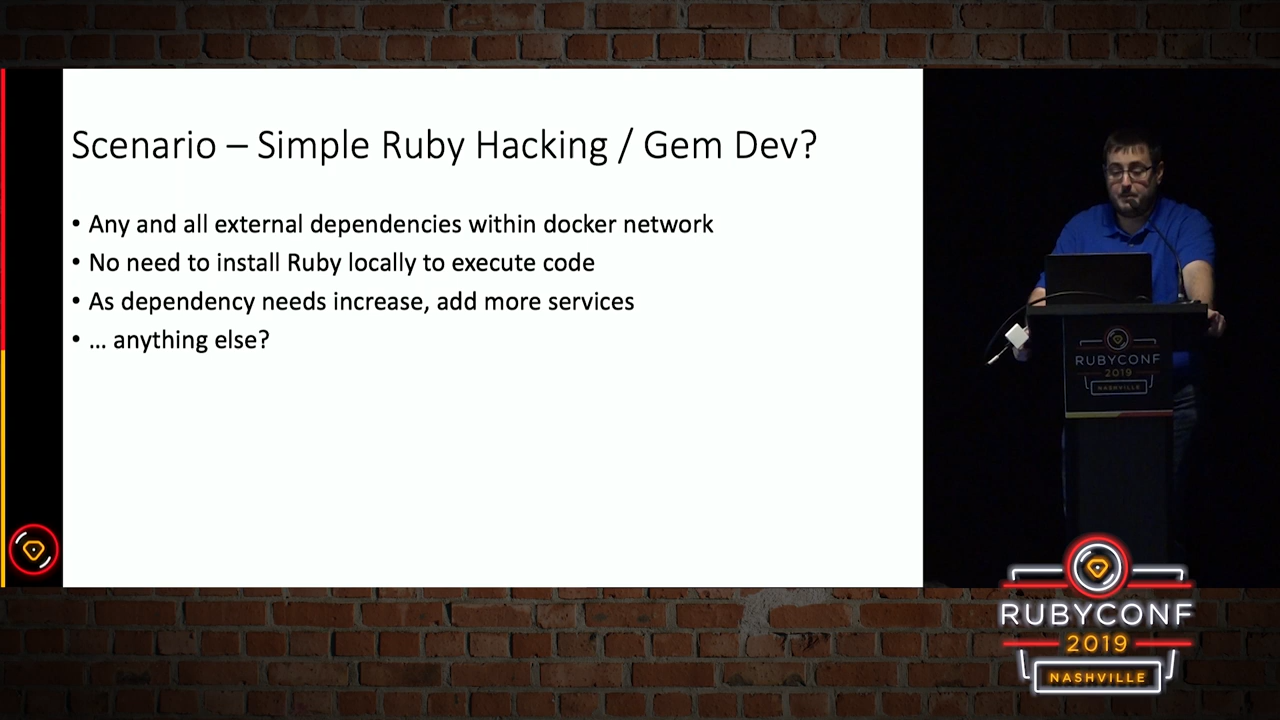 Scenario – Simple Ruby Hacking / Gem Dev?
• Any and all external dependencies within docker network
• No need to install Ruby locally to execute code
• As dependency needs increase, add more services
• … anything else?
RUBYCONF
2019
NASHVILLE
RUBYCONF
2019
NASHVILLE